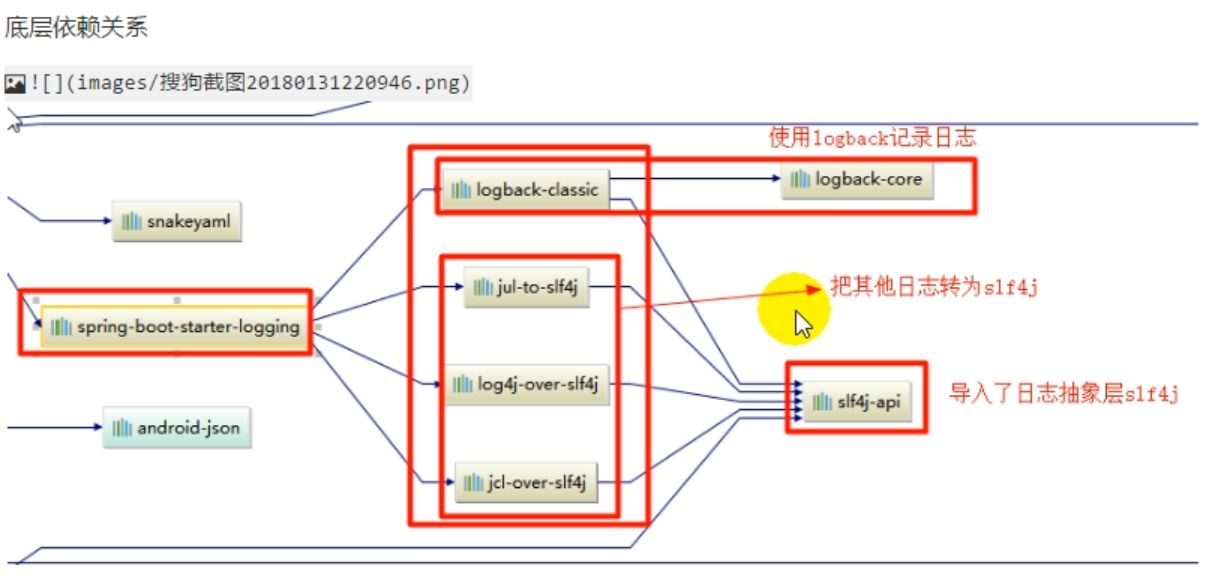 底层依赖关系
![](images/搜狗截图20180131220946.png)
使用logback记录日志
logback-classic
logback-core
snakeyaml
jul-to-slf4j
把其他日志转为slf4j
spring-boot-starter-logging
log4j-over-slf4j
slf4j-api
导入了日志抽象层slf4j
android-json
jcl-over-slf4j